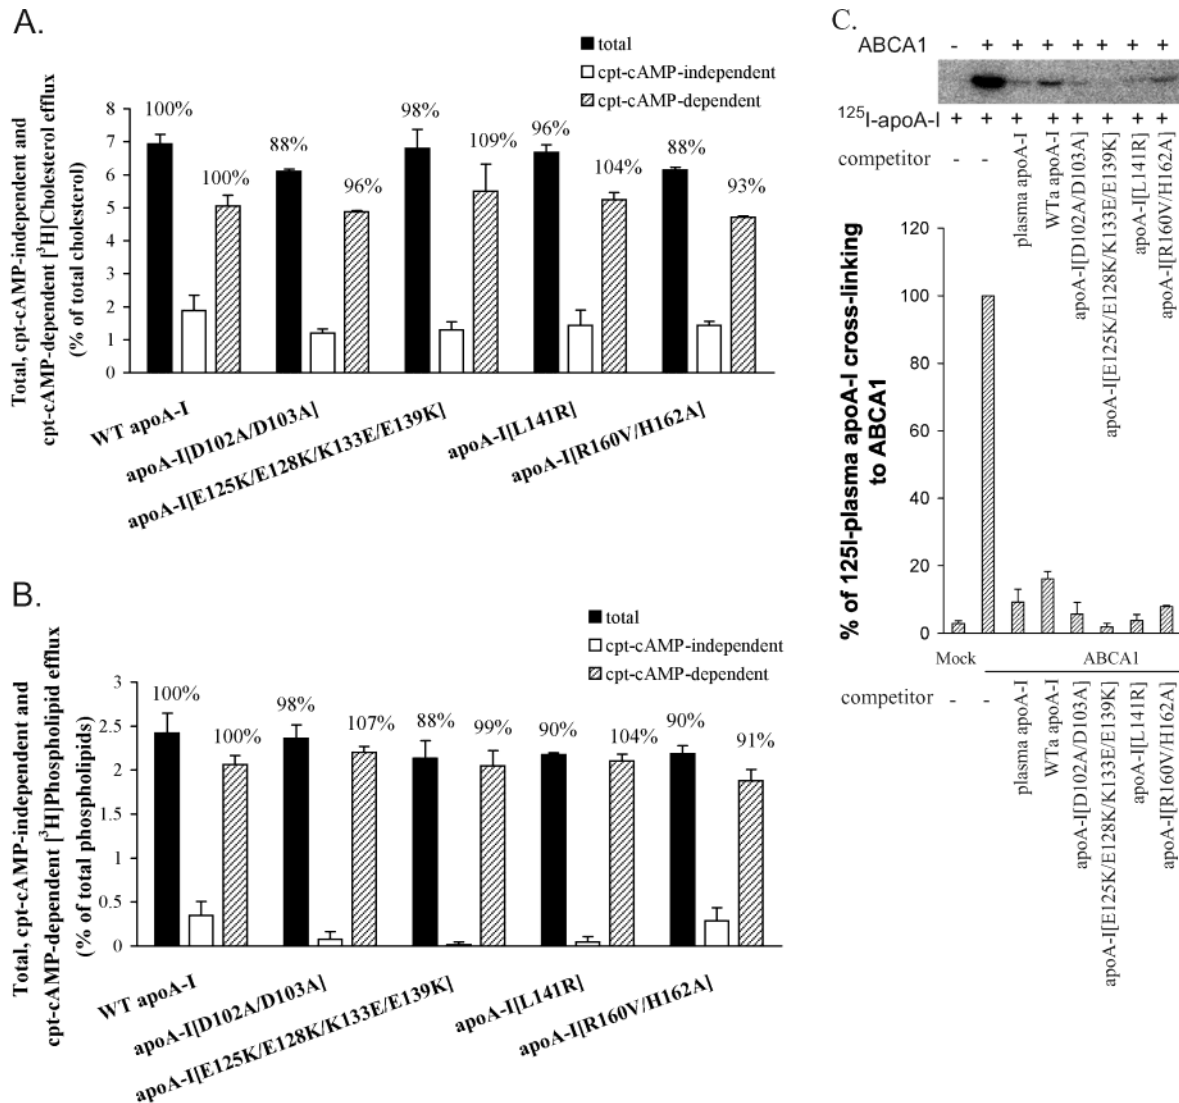 A.
total
cpt-cAMP-independent
cpt-cAMP-dependent
Total, cpt-cAMP-independent and
cpt-cAMP-dependent [³H]Cholesterol efflux
(% of total cholesterol)
8
7
6
5
4
3
2
1
0
100%
100%
88%
96%
98%
109%
96%
104%
88%
93%
WT apoA-I
apoA-I[D102A/D103A]
apoA-I[E125K/E128K/K133E/E139K]
apoA-I[L141R]
apoA-I[R160V/H162A]
B.
total
cpt-cAMP-independent
cpt-cAMP-dependent
Total, cpt-cAMP-independent and
cpt-cAMP-dependent [³H]Phospholipid efflux
(% of total phospholipids)
3
2.5
2
1.5
1
0.5
0
100%
100%
98%
107%
88%
99%
90%
104%
90%
91%
WT apoA-I
apoA-I[D102A/D103A]
apoA-I[E125K/E128K/K133E/E139K]
apoA-I[L141R]
apoA-I[R160V/H162A]
C.
ABCA1 - + + + + + + +
¹²⁵I-apoA-I + + + + + + + +
competitor - -
plasma apoA-I
WTa apoA-I
apoA-I[D102A/D103A]
apoA-I[E125K/E128K/K133E/E139K]
apoA-I[L141R]
apoA-I[R160V/H162A]
% of 125I-plasma apoA-I cross-linking
to ABCA1
120
100
80
60
40
20
0
Mock ABCA1
competitor - -
plasma apoA-I
WTa apoA-I
apoA-I[D102A/D103A]
apoA-I[E125K/E128K/K133E/E139K]
apoA-I[L141R]
apoA-I[R160V/H162A]